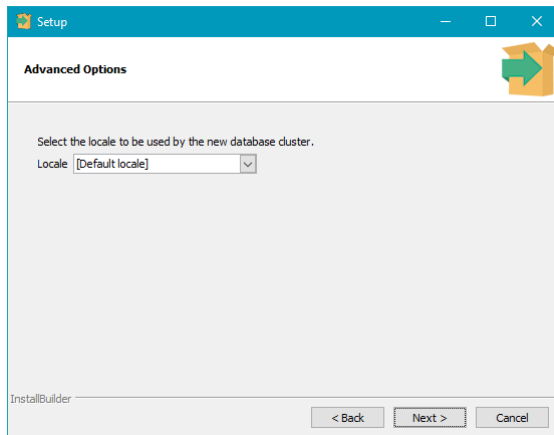 Setup
Advanced Options
Select the locale to be used by the new database cluster.
Locale [Default locale]
InstallBuilder
< Back Next > Cancel